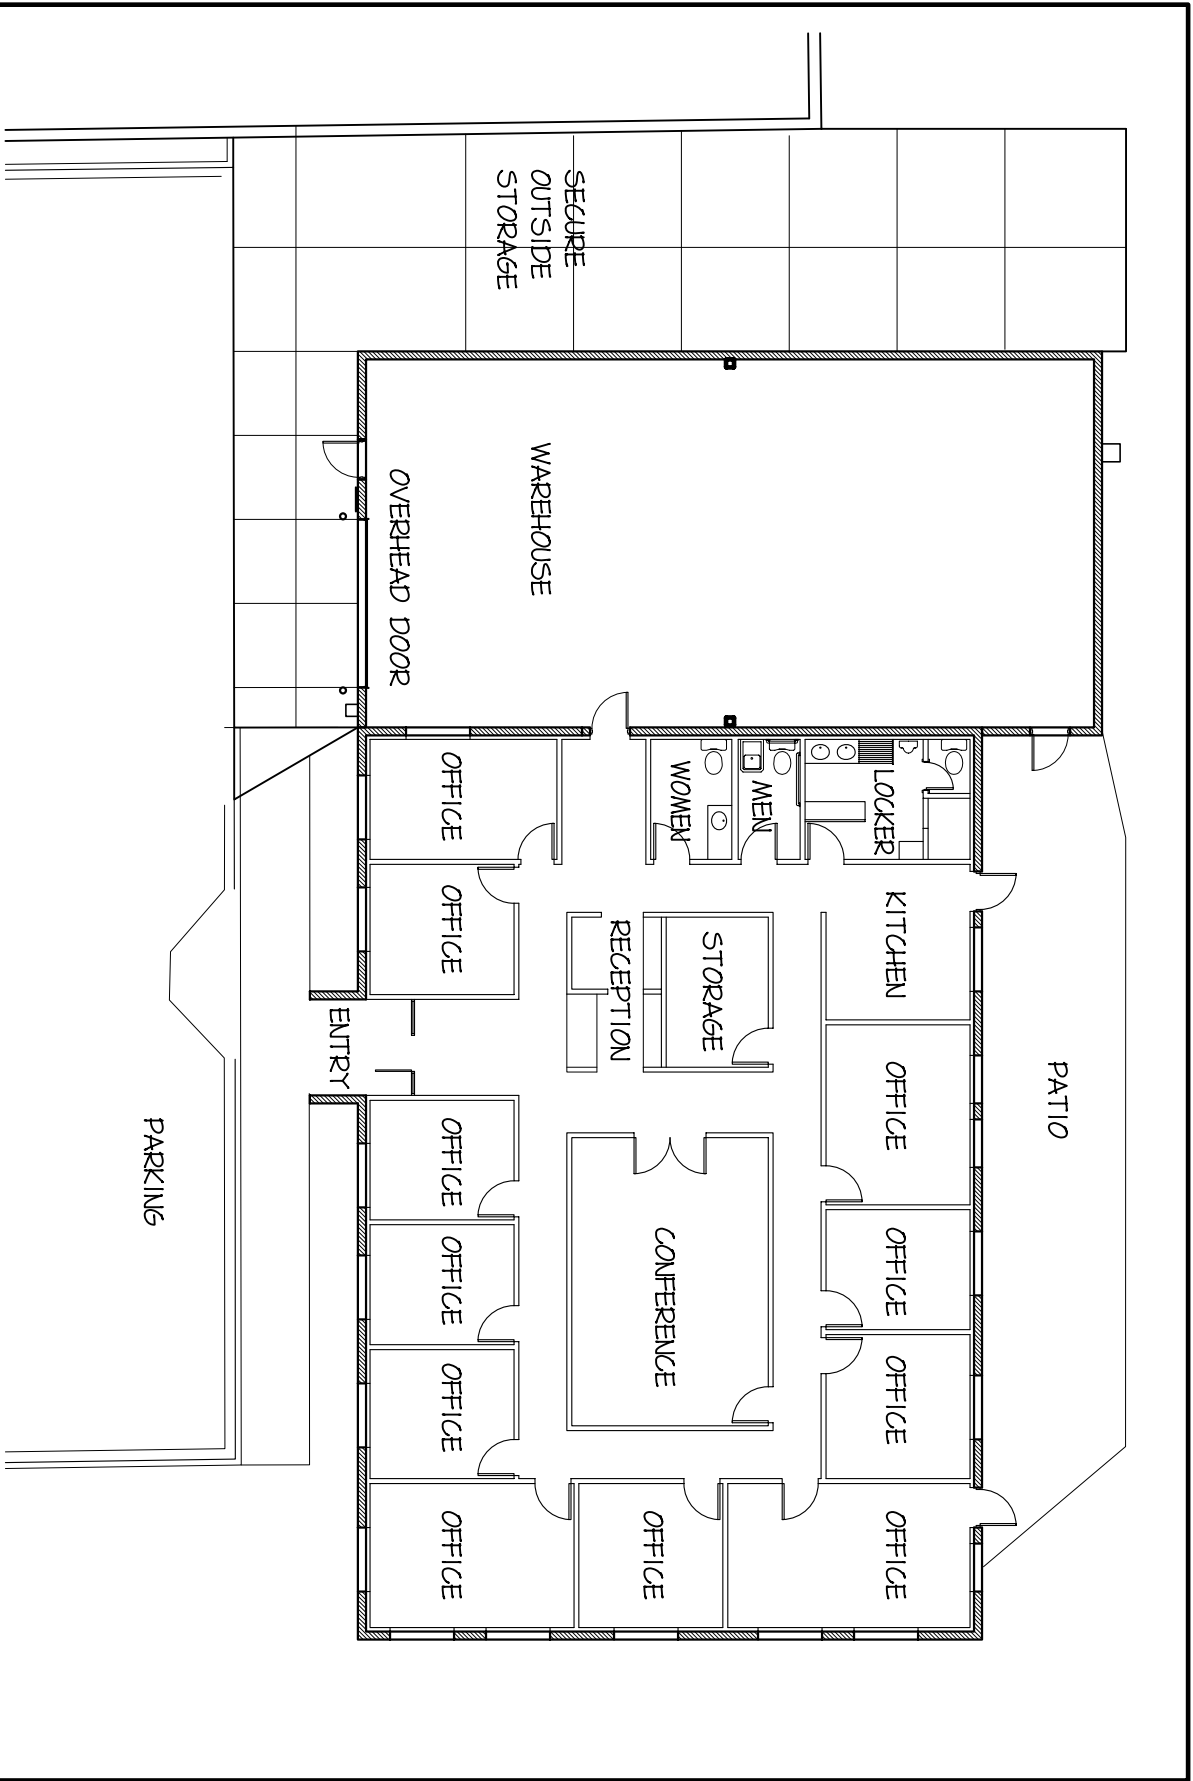 PATIO
LOCKER
KITCHEN
OFFICE
OFFICE
OFFICE
OFFICE
MEN
STORAGE
WOMEN
CONFERENCE
OFFICE
RECEPTION
SECURE
OUTSIDE
STORAGE
WAREHOUSE
OFFICE
OFFICE
OFFICE
OFFICE
OFFICE
OFFICE
OVERHEAD DOOR
ENTRY
PARKING